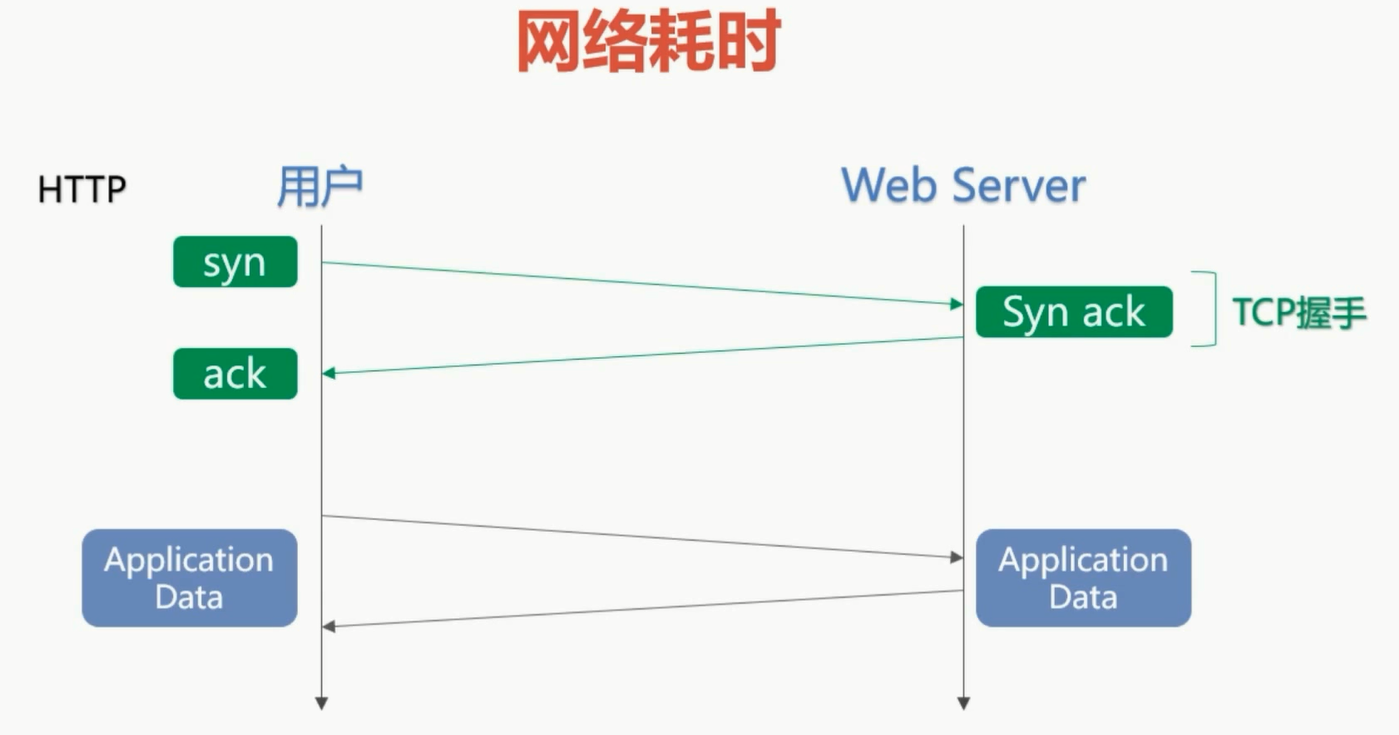 网络耗时
HTTP
用户
Web Server
syn
Syn ack
TCP握手
ack
Application
Data
Application
Data